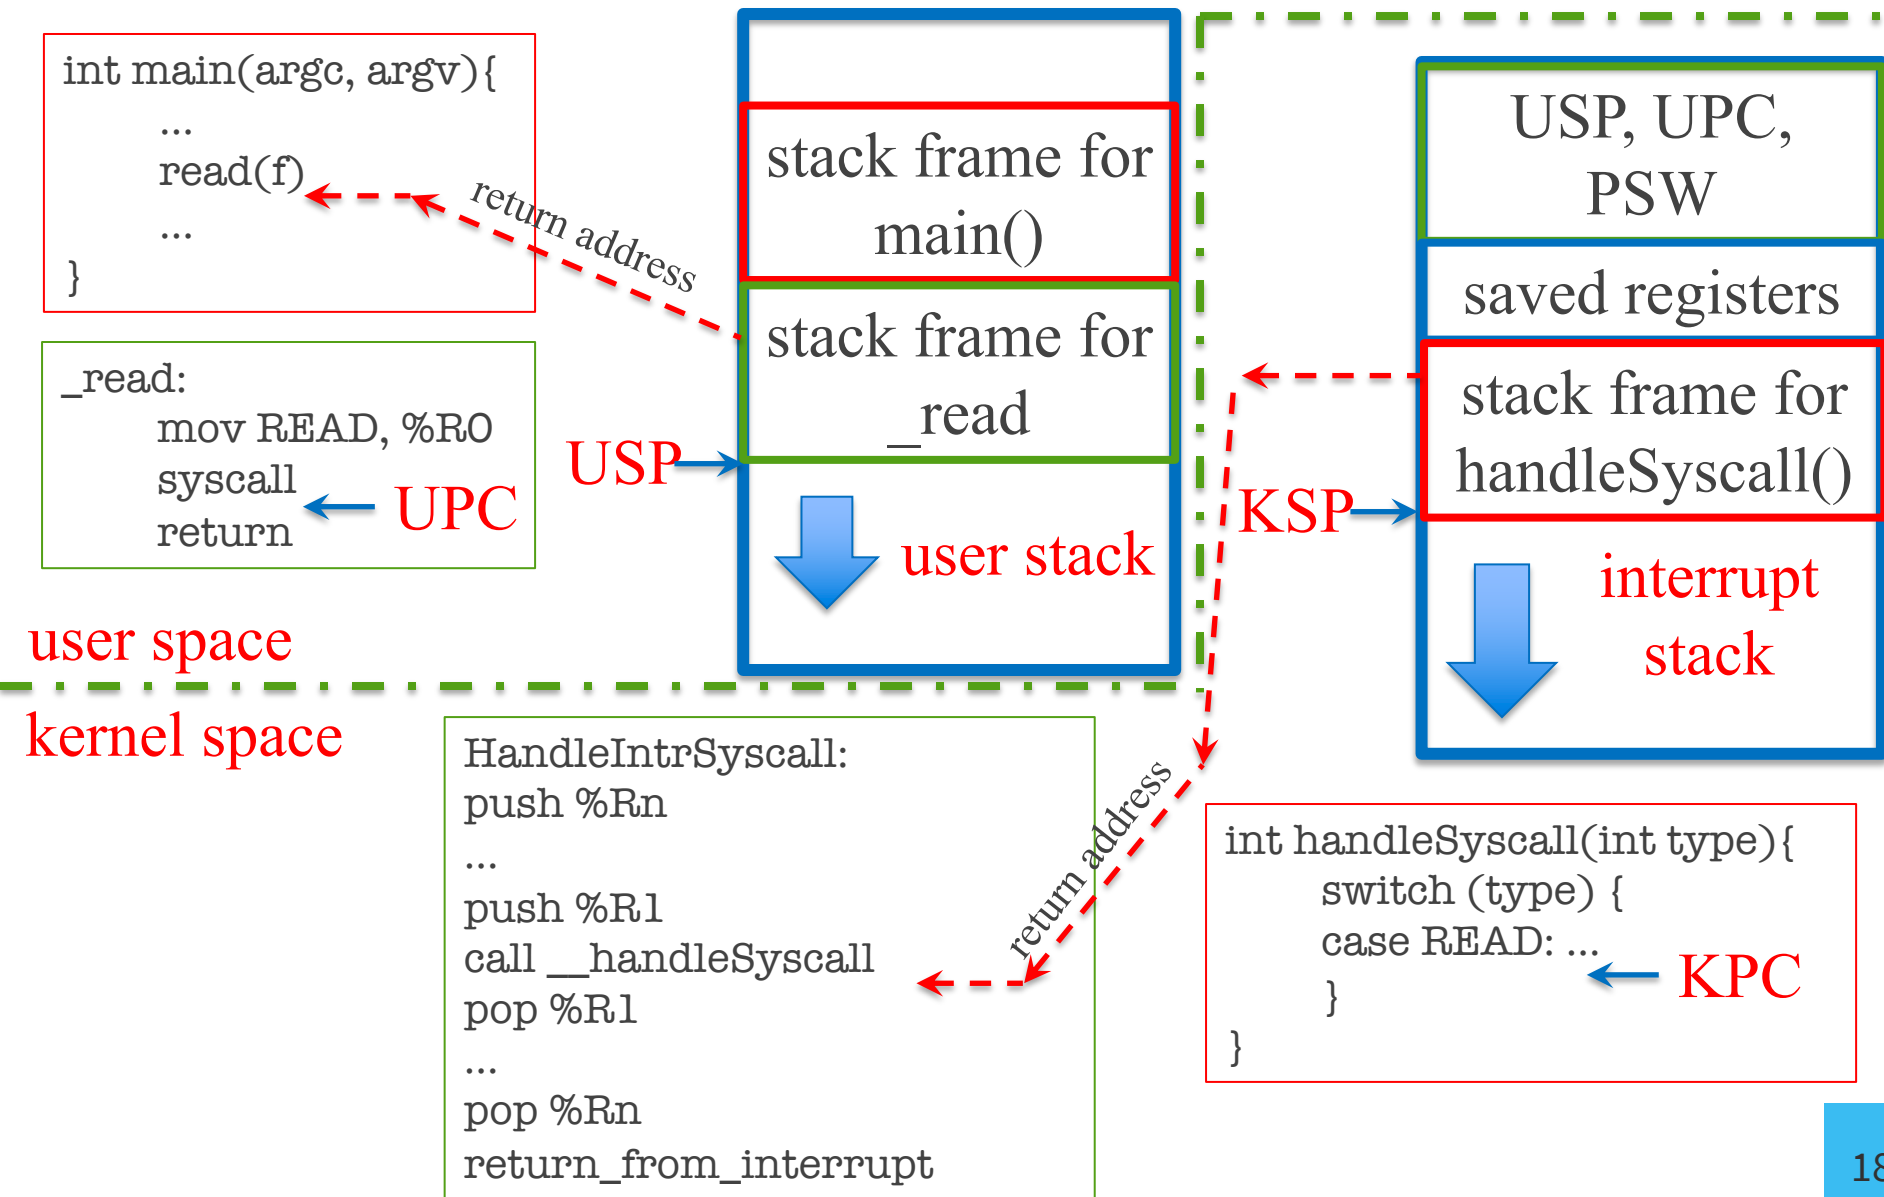 int main(argc, argv){
...
read(f)
...
}
_read:
mov READ, %R0
syscall
return
UPC
user space
kernel space
return address
stack frame for
main()
stack frame for
_read
USP
user stack
USP, UPC,
PSW
saved registers
stack frame for
handleSyscall()
KSP
interrupt
stack
HandleIntrSyscall:
push %Rn
...
push %R1
call __handleSyscall
pop %R1
...
pop %Rn
return_from_interrupt
return address
int handleSyscall(int type){
switch (type) {
case READ: ...
}
}
KPC
18